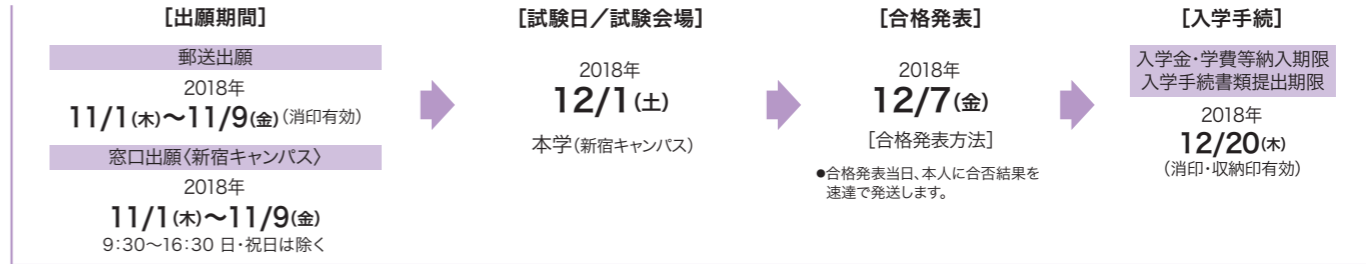 [出願期間]
郵送出願
2018年
11/1(木)〜11/9(金)(消印有効)
窓口出願〈新宿キャンパス〉
2018年
11/1(木)〜11/9(金)
9:30〜16:30 日・祝日は除く
[試験日／試験会場]
2018年
12/1(土)
本学(新宿キャンパス)
[合格発表]
2018年
12/7(金)
[合格発表方法]
●合格発表当日、本人に合否結果を
速達で発送します。
[入学手続]
入学金・学費等納入期限
入学手続書類提出期限
2018年
12/20(木)
(消印・収納印有効)